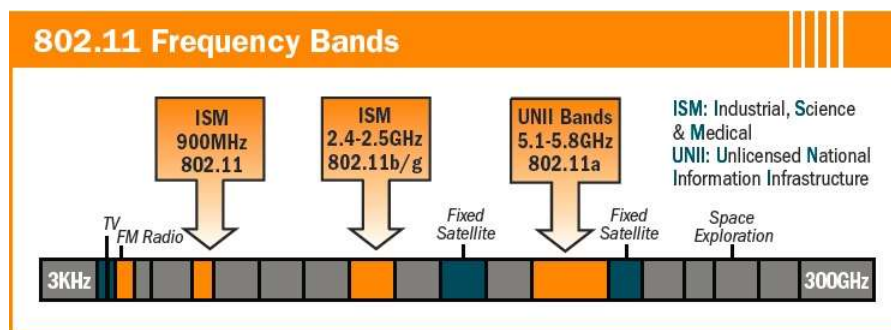 802.11 Frequency Bands
ISM
900MHz
802.11
ISM
2.4-2.5GHz
802.11b/g
UNII Bands
5.1-5.8GHz
802.11a
ISM: Industrial, Science
& Medical
UNII: Unlicensed National
Information Infrastructure
TV
FM Radio
Fixed
Satellite
Fixed
Satellite
Space
Exploration
3KHz
300GHz